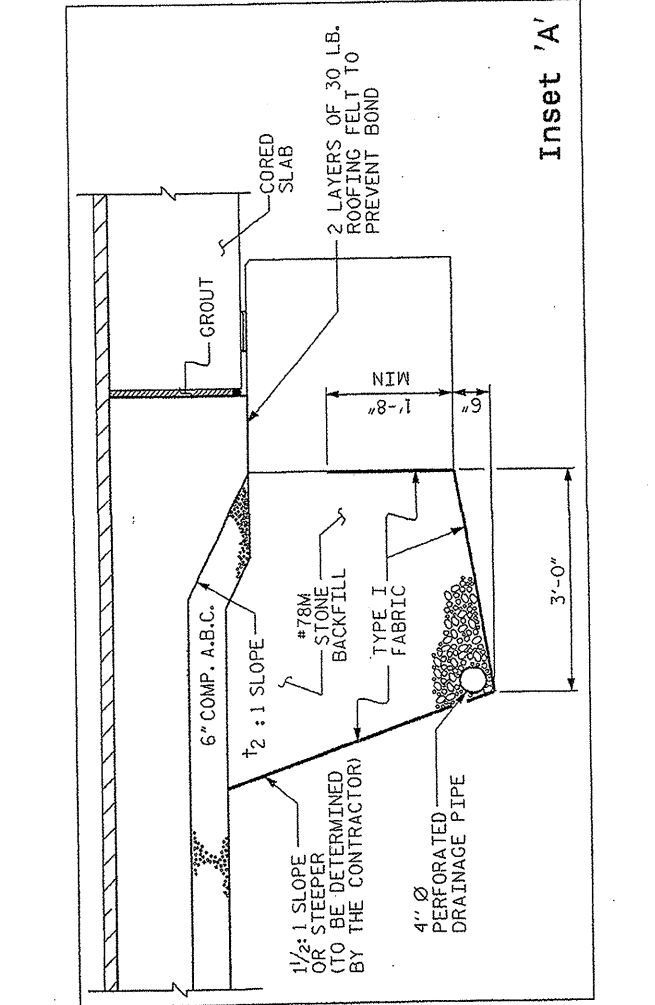 CORED
SLAB
GROUT
2 LAYERS OF 30 LB.
ROOFING FELT TO
PREVENT BOND
1'-8"
MIN
6"
3'-0"
6" COMP. A.B.C.
2 : 1 SLOPE
#78M
STONE
BACKFILL
TYPE I
FABRIC
1 1/2: 1 SLOPE
OR STEEPER
(TO BE DETERMINED
BY THE CONTRACTOR)
4" Ø
PERFORATED
DRAINAGE PIPE
Inset 'A'